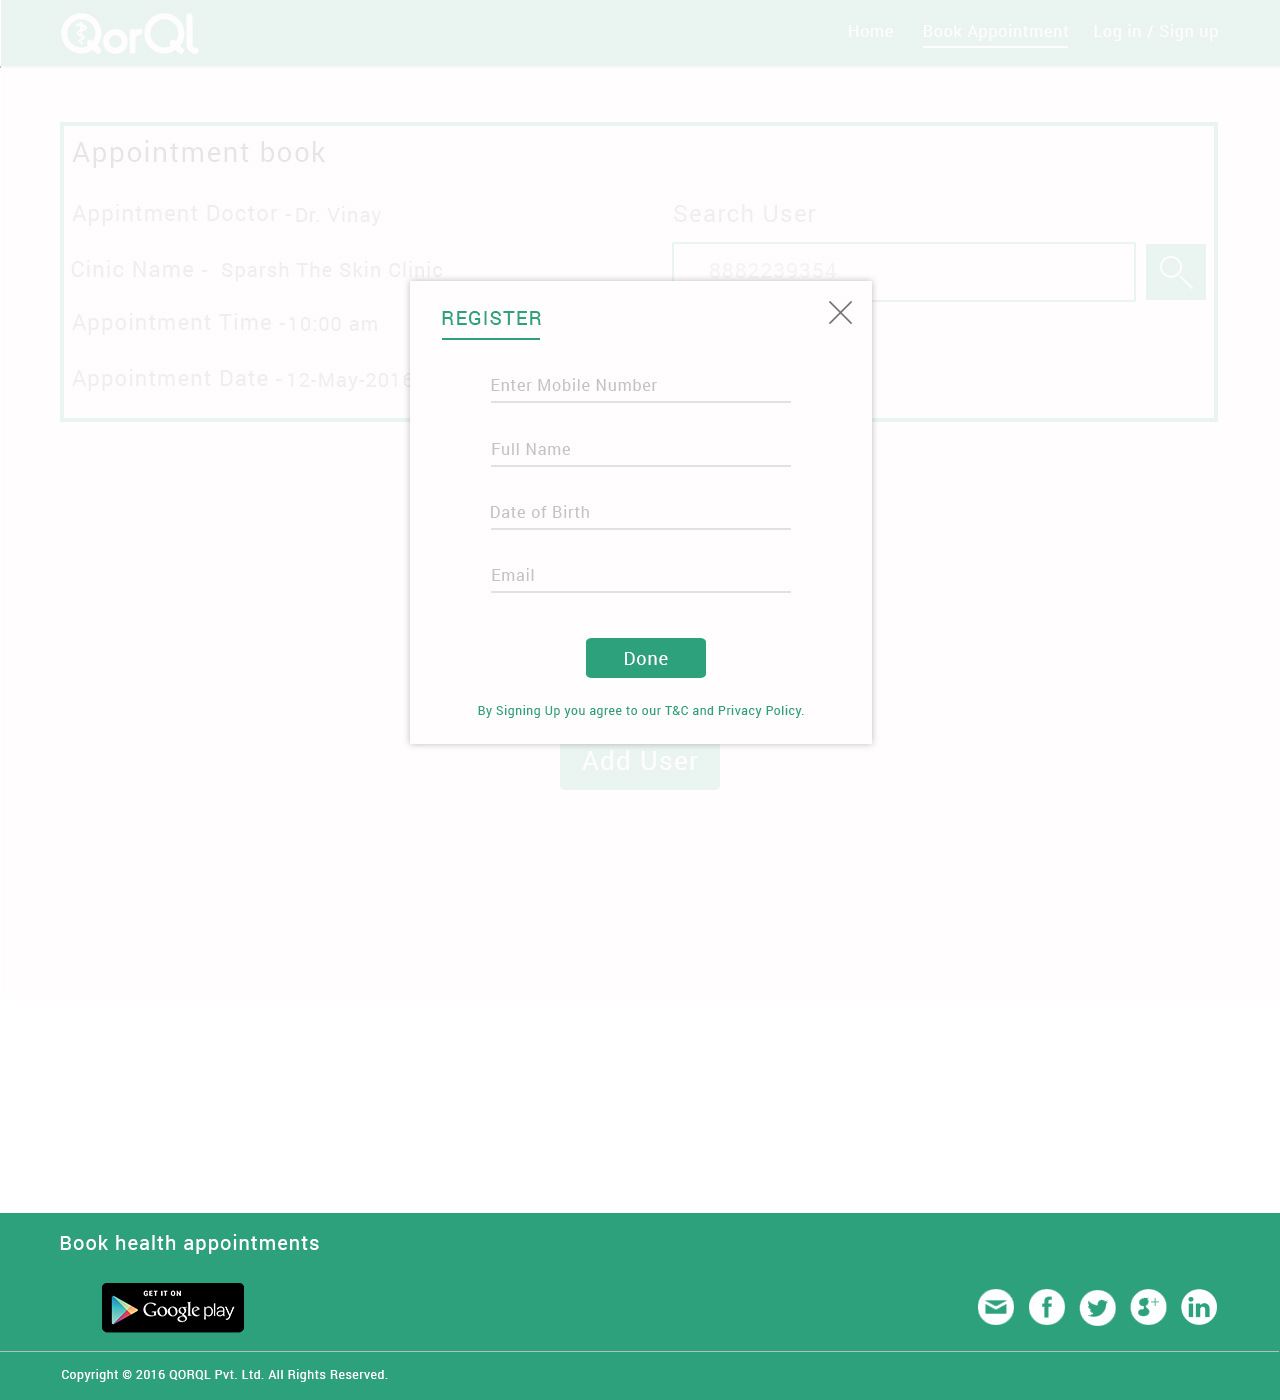 QorQl
Home Book Appointment Log in / Sign up
Appointment book
Appintment Doctor - Dr. Vinay
Search User
Cinic Name - Sparsh The Skin Clinic
8882239354
Appointment Time - 10:00 am
Appointment Date - 12-May-2016
REGISTER
Enter Mobile Number
Full Name
Date of Birth
Email
Done
By Signing Up you agree to our T&C and Privacy Policy.
Add User
Book health appointments
GET IT ON
Google play
Copyright © 2016 QORQL Pvt. Ltd. All Rights Reserved.